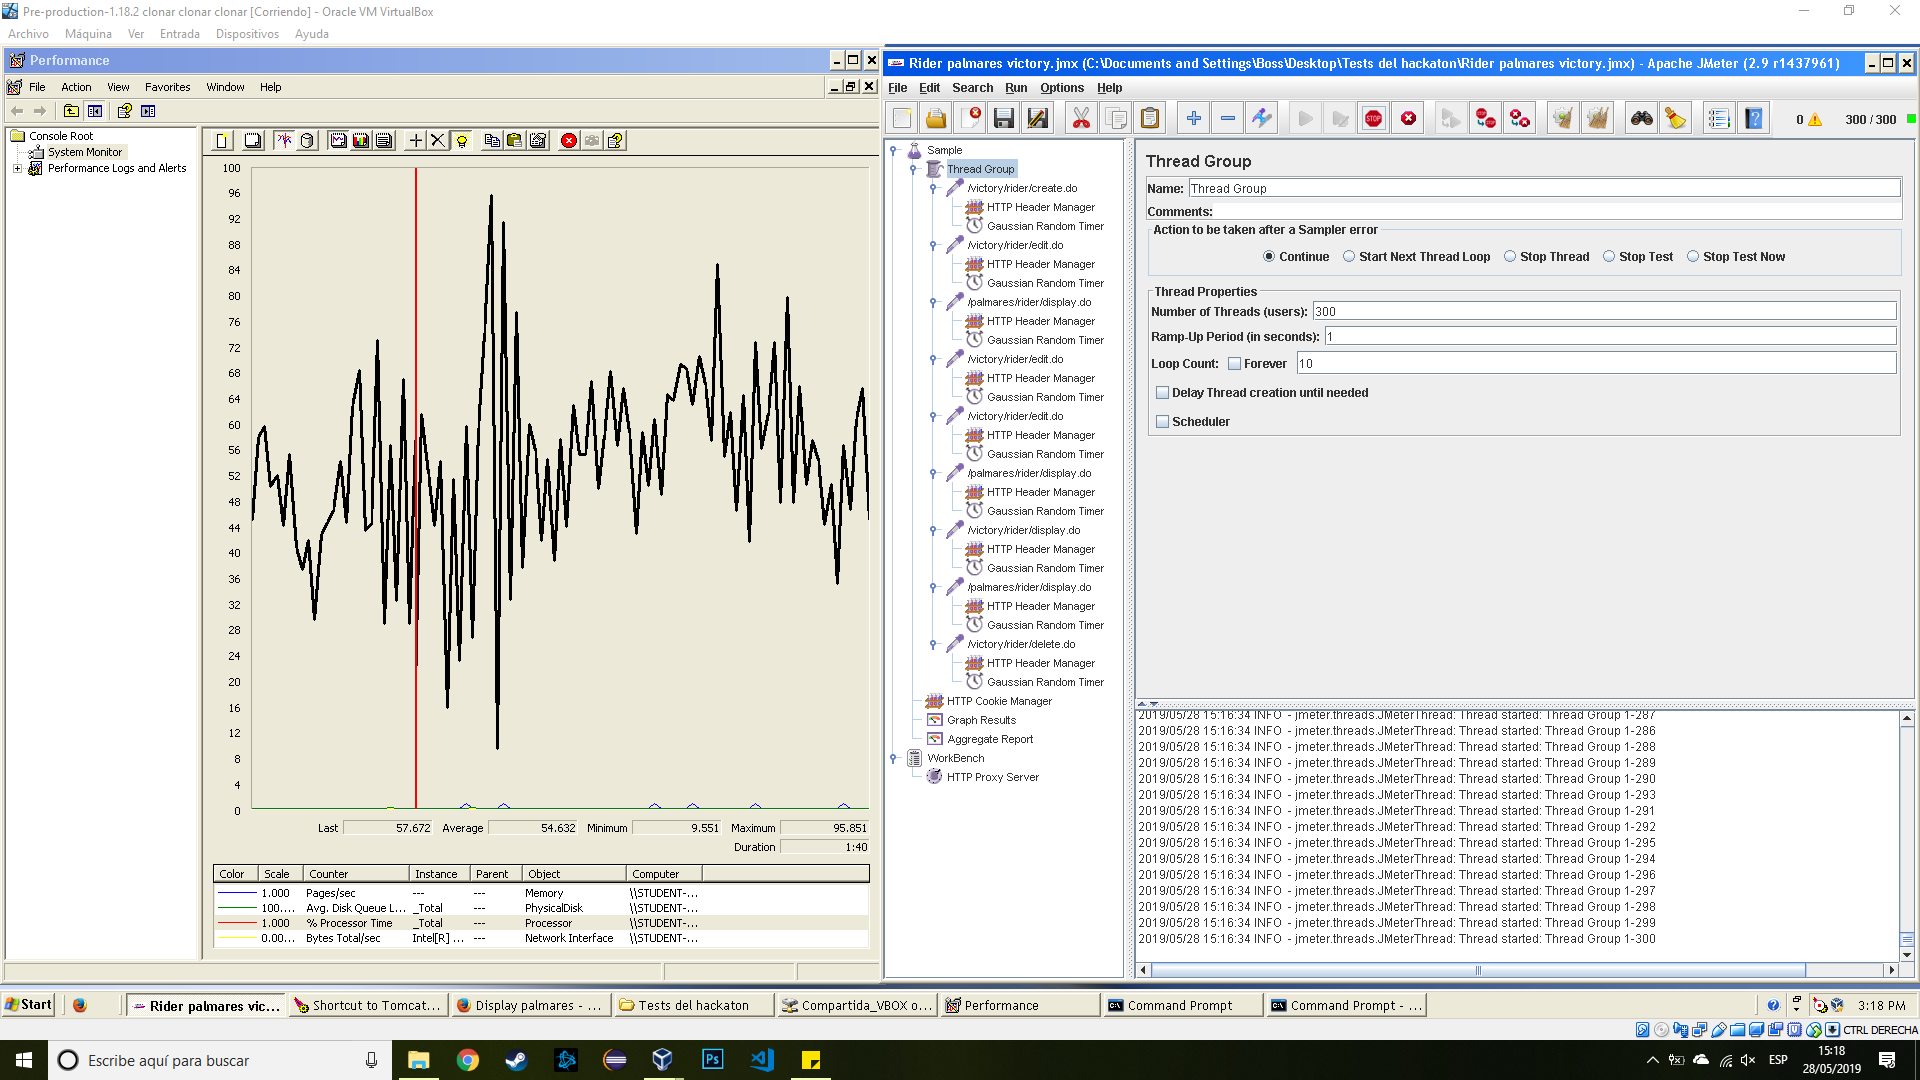 Pre-production-1.18.2 clonar clonar clonar [Corriendo] - Oracle VM VirtualBox
Archivo Máquina Ver Entrada Dispositivos Ayuda
Performance
File Action View Favorites Window Help
Console Root
System Monitor
Performance Logs and Alerts
100
96
92
88
84
80
76
72
68
64
60
56
52
48
44
40
36
32
28
24
20
16
12
8
4
0
Last 57.672 Average 54.632 Minimum 9.551 Maximum 95.851
Duration 1:40
Color Scale Counter Instance Parent Object Computer
1.000 Pages/sec --- --- Memory \\STUDENT-...
100.... Avg. Disk Queue L... _Total --- PhysicalDisk \\STUDENT-...
1.000 % Processor Time _Total --- Processor \\STUDENT-...
0.00... Bytes Total/sec Intel[R] ... --- Network Interface \\STUDENT-...
Rider palmares victory.jmx (C:\Documents and Settings\Boss\Desktop\Tests del hackaton\Rider palmares victory.jmx) - Apache JMeter (2.9 r1437961)
File Edit Search Run Options Help
STOP
0 300 / 300
Sample
Thread Group
/victory/rider/create.do
HTTP Header Manager
Gaussian Random Timer
/victory/rider/edit.do
HTTP Header Manager
Gaussian Random Timer
/palmares/rider/display.do
HTTP Header Manager
Gaussian Random Timer
/victory/rider/edit.do
HTTP Header Manager
Gaussian Random Timer
/victory/rider/edit.do
HTTP Header Manager
Gaussian Random Timer
/palmares/rider/display.do
HTTP Header Manager
Gaussian Random Timer
/victory/rider/display.do
HTTP Header Manager
Gaussian Random Timer
/palmares/rider/display.do
HTTP Header Manager
Gaussian Random Timer
/victory/rider/delete.do
HTTP Header Manager
Gaussian Random Timer
HTTP Cookie Manager
Graph Results
Aggregate Report
WorkBench
HTTP Proxy Server
Thread Group
Name: Thread Group
Comments:
Action to be taken after a Sampler error
Continue Start Next Thread Loop Stop Thread Stop Test Stop Test Now
Thread Properties
Number of Threads (users): 300
Ramp-Up Period (in seconds): 1
Loop Count: Forever 10
Delay Thread creation until needed
Scheduler
2019/05/28 15:16:34 INFO - jmeter.threads.JMeterThread: Thread started: Thread Group 1-287
2019/05/28 15:16:34 INFO - jmeter.threads.JMeterThread: Thread started: Thread Group 1-286
2019/05/28 15:16:34 INFO - jmeter.threads.JMeterThread: Thread started: Thread Group 1-288
2019/05/28 15:16:34 INFO - jmeter.threads.JMeterThread: Thread started: Thread Group 1-289
2019/05/28 15:16:34 INFO - jmeter.threads.JMeterThread: Thread started: Thread Group 1-290
2019/05/28 15:16:34 INFO - jmeter.threads.JMeterThread: Thread started: Thread Group 1-293
2019/05/28 15:16:34 INFO - jmeter.threads.JMeterThread: Thread started: Thread Group 1-291
2019/05/28 15:16:34 INFO - jmeter.threads.JMeterThread: Thread started: Thread Group 1-292
2019/05/28 15:16:34 INFO - jmeter.threads.JMeterThread: Thread started: Thread Group 1-295
2019/05/28 15:16:34 INFO - jmeter.threads.JMeterThread: Thread started: Thread Group 1-294
2019/05/28 15:16:34 INFO - jmeter.threads.JMeterThread: Thread started: Thread Group 1-296
2019/05/28 15:16:34 INFO - jmeter.threads.JMeterThread: Thread started: Thread Group 1-297
2019/05/28 15:16:34 INFO - jmeter.threads.JMeterThread: Thread started: Thread Group 1-298
2019/05/28 15:16:34 INFO - jmeter.threads.JMeterThread: Thread started: Thread Group 1-299
2019/05/28 15:16:34 INFO - jmeter.threads.JMeterThread: Thread started: Thread Group 1-300
Start Rider palmares vic... Shortcut to Tomcat... Display palmares - ... Tests del hackaton Compartida_VBOX o... Performance Command Prompt Command Prompt - ... 3:18 PM
CTRL DERECHA
Escribe aquí para buscar
Ps
ESP
15:18
28/05/2019